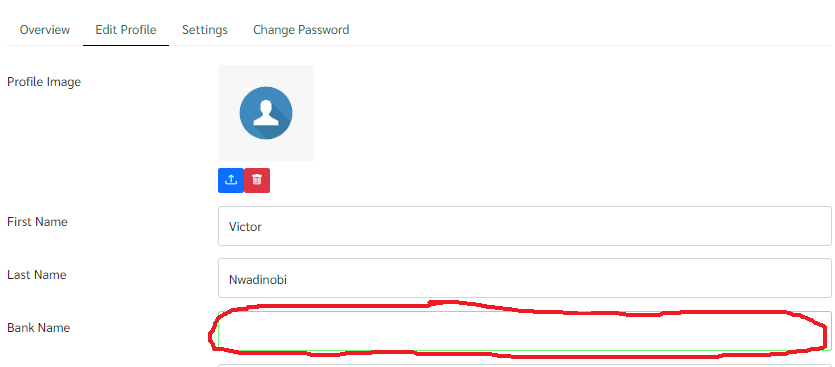 Overview Edit Profile Settings Change Password
Profile Image
First Name Victor
Last Name Nwadinobi
Bank Name